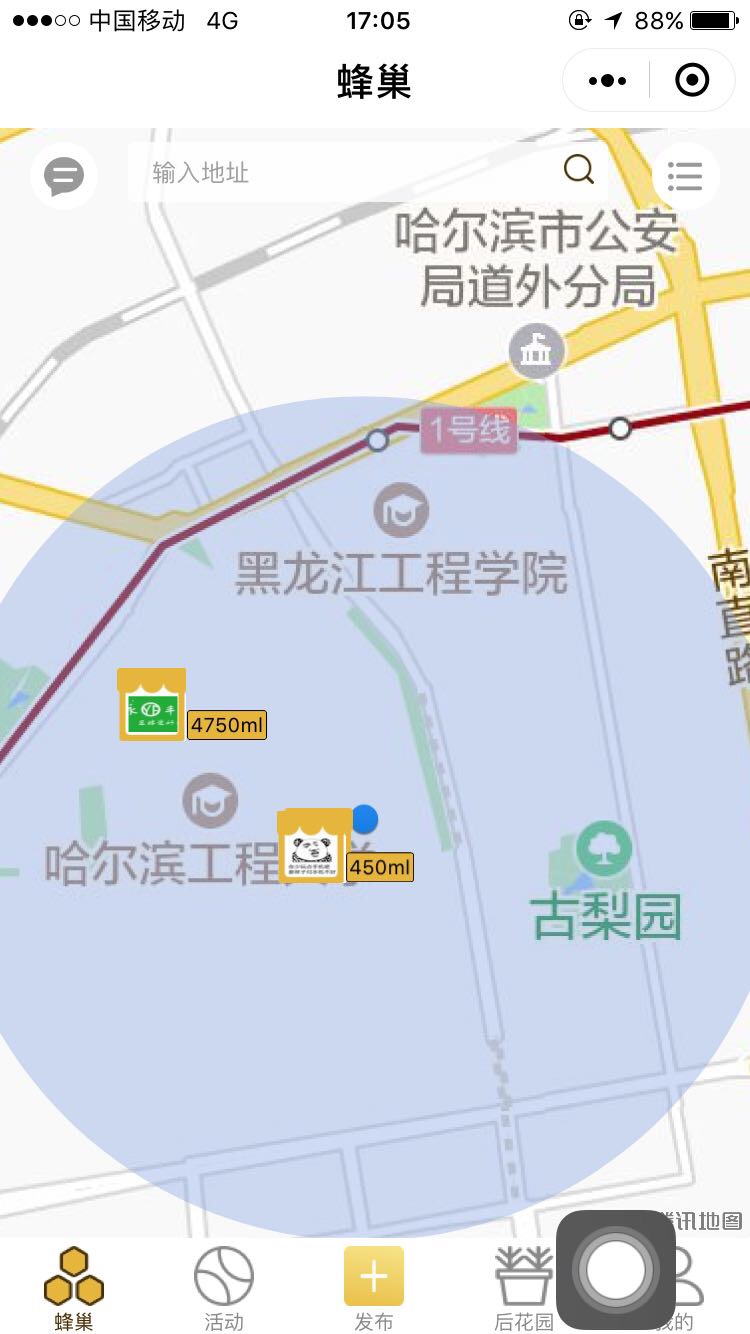 中国移动 4G 17:05 88%
蜂巢
输入地址
哈尔滨市公安
局道外分局
1号线
黑龙江工程学院
南直路
4750ml
哈尔滨工程
450ml
古梨园
讯地图
蜂巢 活动 发布 后花园 我的